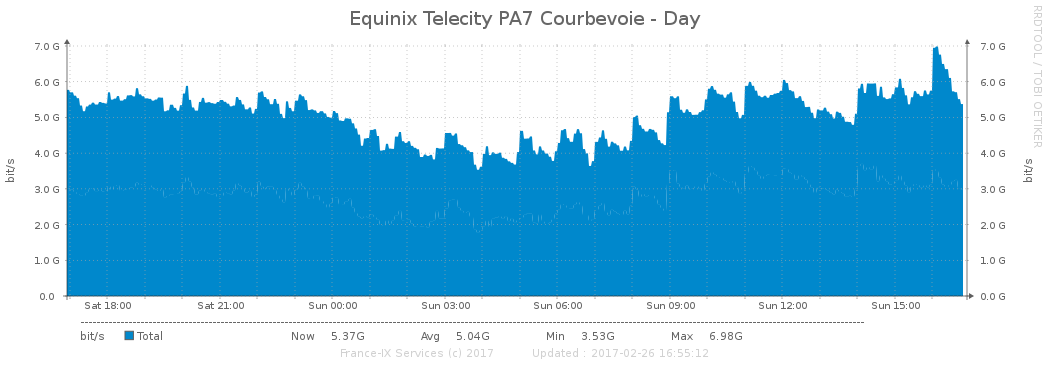 Equinix Telecity PA7 Courbevoie - Day
RRDTOOL / TOBI OETIKER
7.0 G 7.0 G
6.0 G 6.0 G
5.0 G 5.0 G
4.0 G 4.0 G
3.0 G 3.0 G
2.0 G 2.0 G
1.0 G 1.0 G
0.0 0.0 G
bit/s bit/s
Sat 18:00 Sat 21:00 Sun 00:00 Sun 03:00 Sun 06:00 Sun 09:00 Sun 12:00 Sun 15:00
bit/s Total Now 5.37G Avg 5.04G Min 3.53G Max 6.98G
France-IX Services (c) 2017 Updated : 2017-02-26 16:55:12